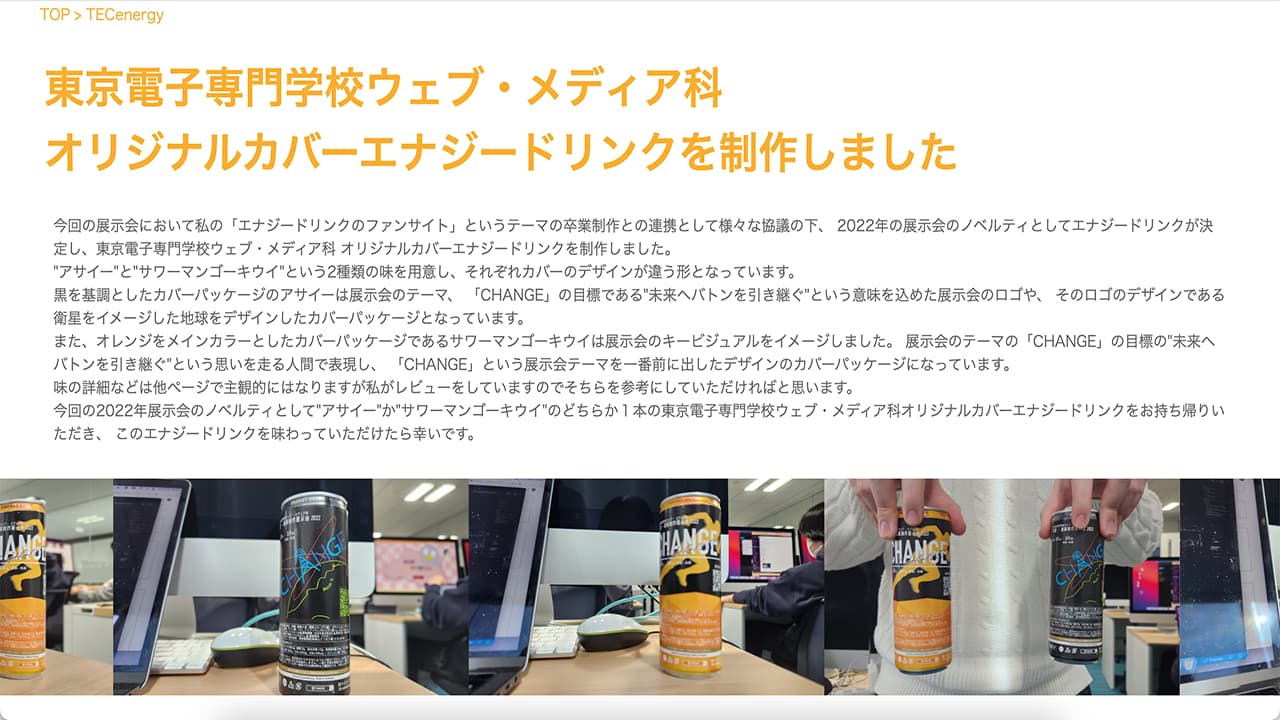 TOP > TECenergy
東京電子専門学校ウェブ・メディア科
オリジナルカバーエナジードリンクを制作しました
今回の展示会において私の「エナジードリンクのファンサイト」というテーマの卒業制作との連携として様々な協議の下、 2022年の展示会のノベルティとしてエナジードリンクが決
定し、東京電子専門学校ウェブ・メディア科 オリジナルカバーエナジードリンクを制作しました。
"アサイー"と"サワーマンゴーキウイ"という2種類の味を用意し、それぞれカバーのデザインが違う形となっています。
黒を基調としたカバーパッケージのアサイーは展示会のテーマ、 「CHANGE」の目標である"未来へバトンを引き継ぐ"という意味を込めた展示会のロゴや、 そのロゴのデザインである
衛星をイメージした地球をデザインしたカバーパッケージとなっています。
また、オレンジをメインカラーとしたカバーパッケージであるサワーマンゴーキウイは展示会のキービジュアルをイメージしました。 展示会のテーマの「CHANGE」の目標の"未来へ
バトンを引き継ぐ"という思いを走る人間で表現し、 「CHANGE」という展示会テーマを一番前に出したデザインのカバーパッケージになっています。
味の詳細などは他ページで主観的にはなりますが私がレビューをしていますのでそちらを参考にしていただければと思います。
今回の2022年展示会のノベルティとして"アサイー"か"サワーマンゴーキウイ"のどちらか１本の東京電子専門学校ウェブ・メディア科オリジナルカバーエナジードリンクをお持ち帰りい
ただき、 このエナジードリンクを味わっていただけたら幸いです。
CHANGE
CHANGE
CHANGE
CHANGE